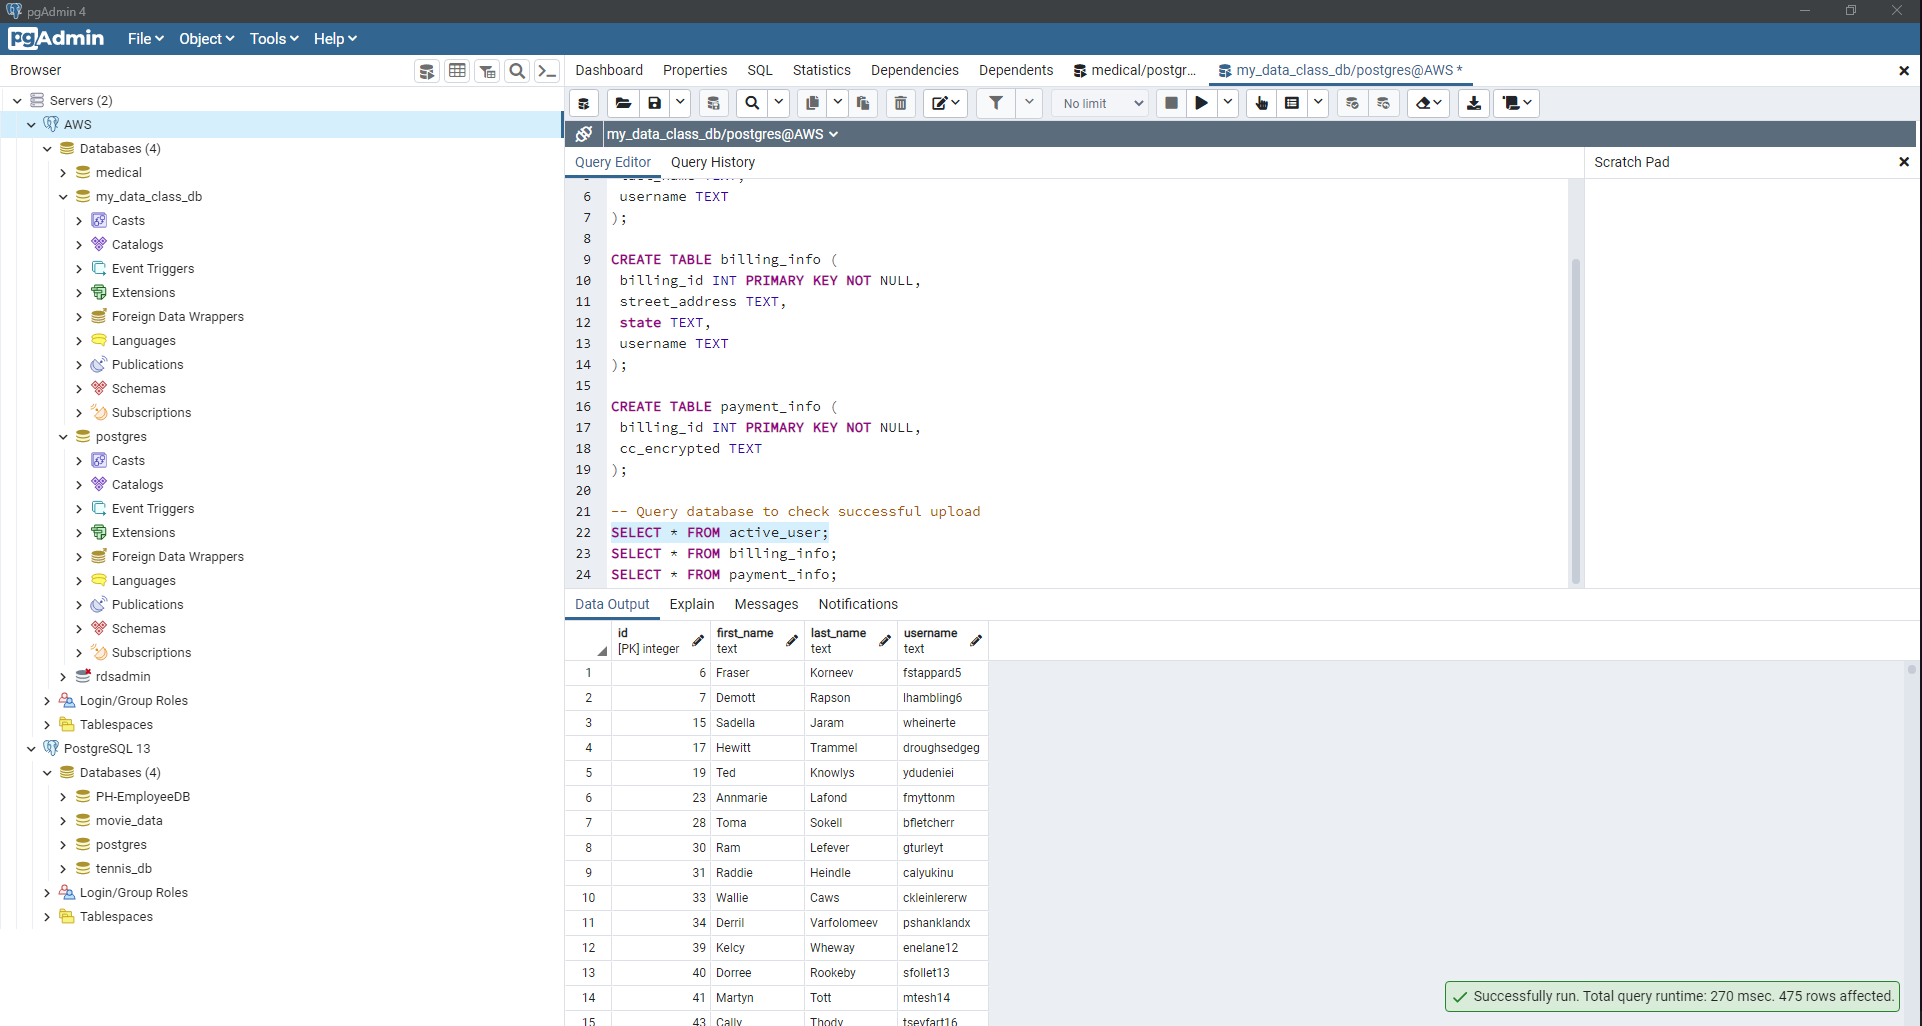 pgAdmin 4
pgAdmin
File
Object
Tools
Help
Browser
Servers (2)
AWS
Databases (4)
medical
my_data_class_db
Casts
Catalogs
Event Triggers
Extensions
Foreign Data Wrappers
Languages
Publications
Schemas
Subscriptions
postgres
Casts
Catalogs
Event Triggers
Extensions
Foreign Data Wrappers
Languages
Publications
Schemas
Subscriptions
rdsadmin
Login/Group Roles
Tablespaces
PostgreSQL 13
Databases (4)
PH-EmployeeDB
movie_data
postgres
tennis_db
Login/Group Roles
Tablespaces
Dashboard Properties SQL Statistics Dependencies Dependents medical/postgr... my_data_class_db/postgres@AWS *
No limit
my_data_class_db/postgres@AWS
Query Editor Query History
Scratch Pad
6 username TEXT
7 );
8
9 CREATE TABLE billing_info (
10 billing_id INT PRIMARY KEY NOT NULL,
11 street_address TEXT,
12 state TEXT,
13 username TEXT
14 );
15
16 CREATE TABLE payment_info (
17 billing_id INT PRIMARY KEY NOT NULL,
18 cc_encrypted TEXT
19 );
20
21 -- Query database to check successful upload
22 SELECT * FROM active_user;
23 SELECT * FROM billing_info;
24 SELECT * FROM payment_info;
Data Output Explain Messages Notifications
id first_name last_name username
[PK] integer text text text
1 6 Fraser Korneev fstappard5
2 7 Demott Rapson lhambling6
3 15 Sadella Jaram wheinerte
4 17 Hewitt Trammel droughsedgeg
5 19 Ted Knowlys ydudeniei
6 23 Annmarie Lafond fmyttonm
7 28 Toma Sokell bfletcherr
8 30 Ram Lefever gturleyt
9 31 Raddie Heindle calyukinu
10 33 Wallie Caws ckleinlererw
11 34 Derril Varfolomeev pshanklandx
12 39 Kelcy Wheway enelane12
13 40 Dorree Rookeby sfollet13
14 41 Martyn Tott mtesh14
15 43 Cally Thody tseyfart16
Successfully run. Total query runtime: 270 msec. 475 rows affected.